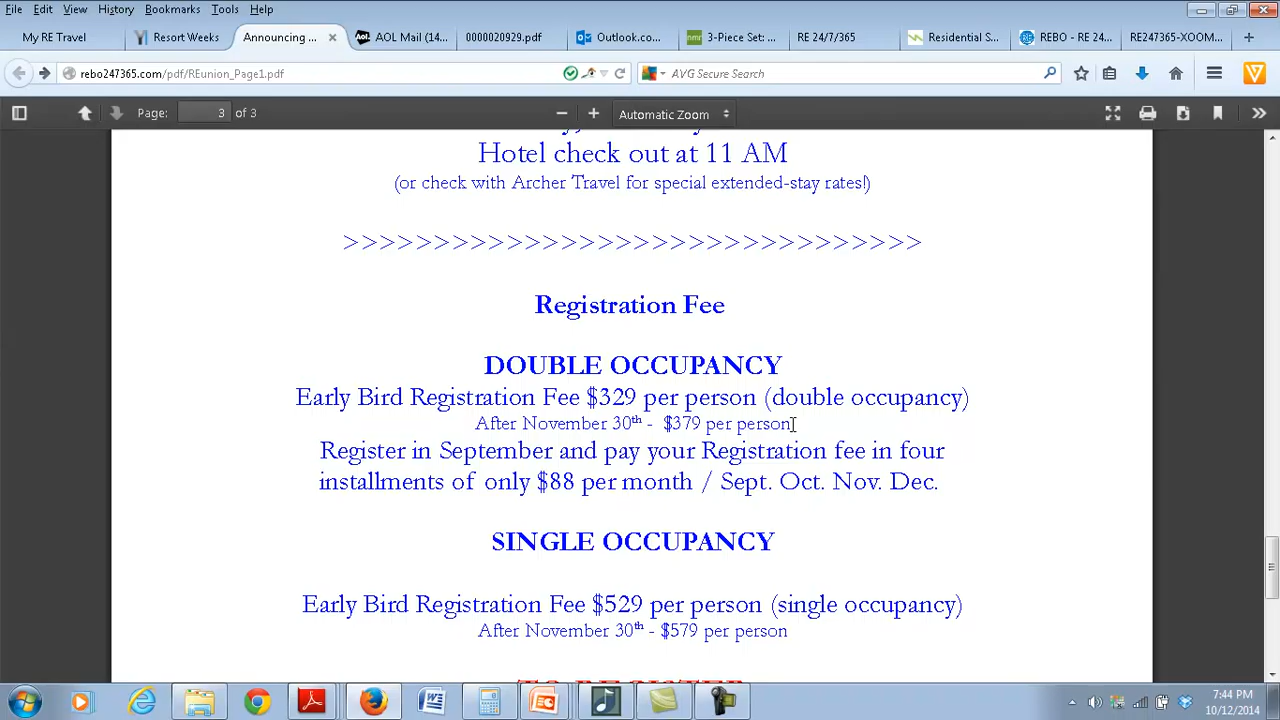 File Edit View History Bookmarks Tools Help
My RE Travel
Resort Weeks
Announcing ...
AOL Mail (14...
0000020929.pdf
Outlook.co...
3-Piece Set: ...
RE 24/7/365
Residential S...
REBO - RE 24...
RE247365-XOOM...
rebo247365.com/pdf/REunion_Page1.pdf
AVG Secure Search
Page: 3 of 3
Automatic Zoom
Hotel check out at 11 AM
(or check with Archer Travel for special extended-stay rates!)
>>>>>>>>>>>>>>>>>>>>>>>>>>>>>>>>
Registration Fee
DOUBLE OCCUPANCY
Early Bird Registration Fee $329 per person (double occupancy)
After November 30th - $379 per person
Register in September and pay your Registration fee in four
installments of only $88 per month / Sept. Oct. Nov. Dec.
SINGLE OCCUPANCY
Early Bird Registration Fee $529 per person (single occupancy)
After November 30th - $579 per person
TO REGISTER
7:44 PM
10/12/2014